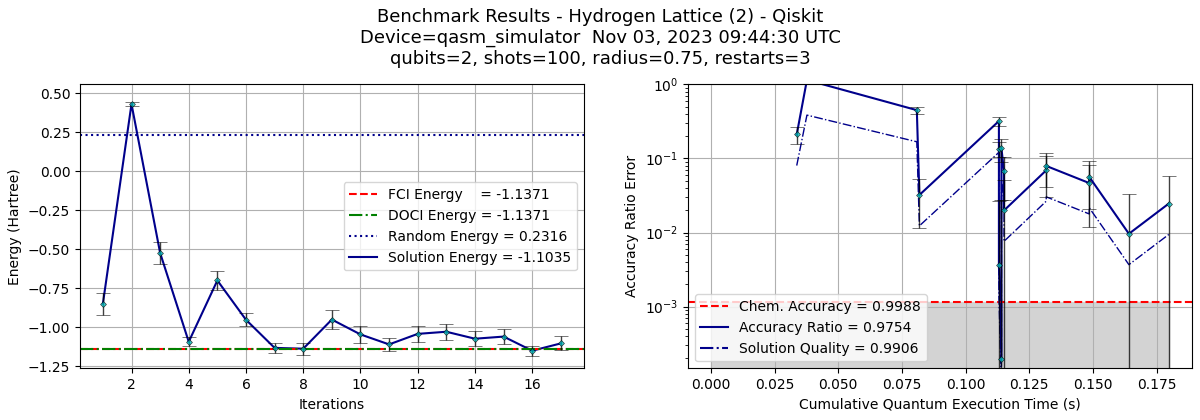 Benchmark Results - Hydrogen Lattice (2) - Qiskit
Device=qasm_simulator  Nov 03, 2023 09:44:30 UTC
qubits=2, shots=100, radius=0.75, restarts=3
Energy (Hartree)
0.50
0.25
0.00
−0.25
−0.50
−0.75
−1.00
−1.25
FCI Energy    = -1.1371
DOCI Energy = -1.1371
Random Energy = 0.2316
Solution Energy = -1.1035
2 4 6 8 10 12 14 16
Iterations
Accuracy Ratio Error
10⁰
10⁻¹
10⁻²
10⁻³
Chem. Accuracy = 0.9988
Accuracy Ratio = 0.9754
Solution Quality = 0.9906
0.000 0.025 0.050 0.075 0.100 0.125 0.150 0.175
Cumulative Quantum Execution Time (s)